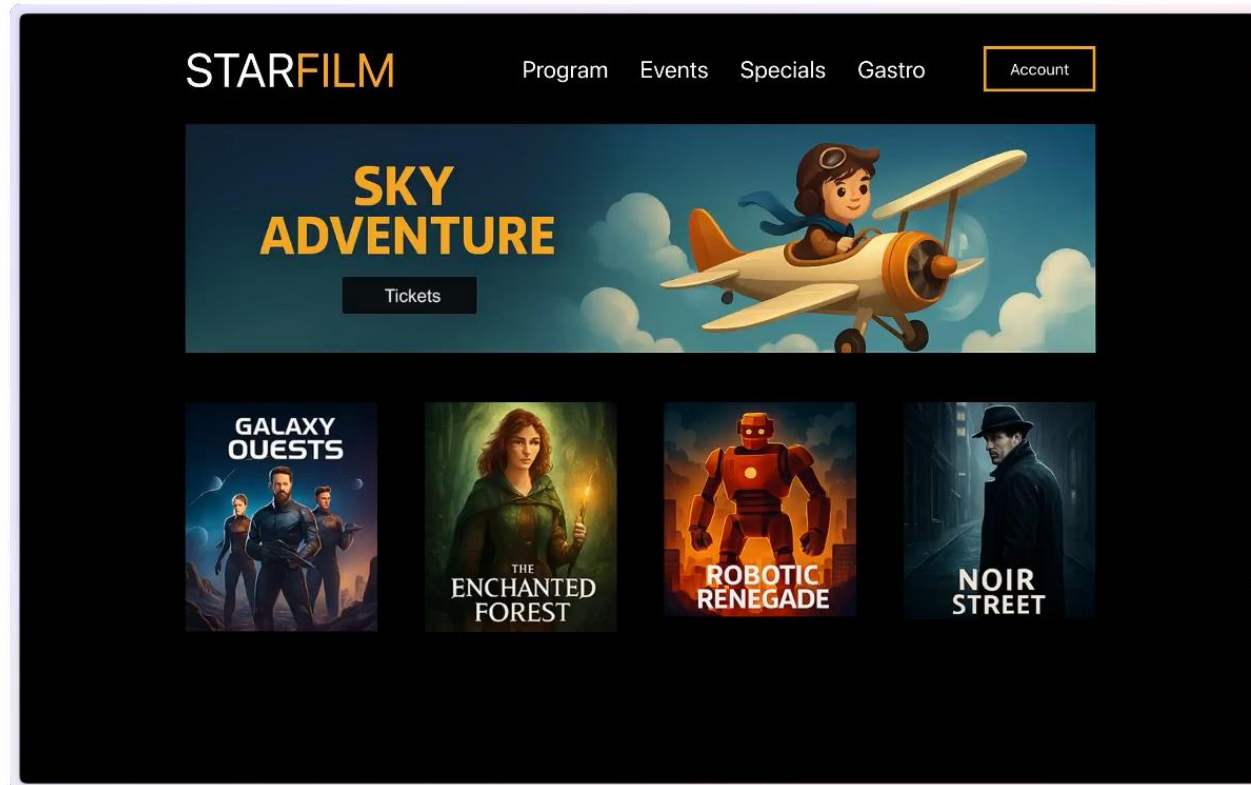 STARFILM
Program Events Specials Gastro Account
SKY
ADVENTURE
Tickets
GALAXY
OUESTS
THE
ENCHANTED
FOREST
ROBOTIC
RENEGADE
NOIR
STREET